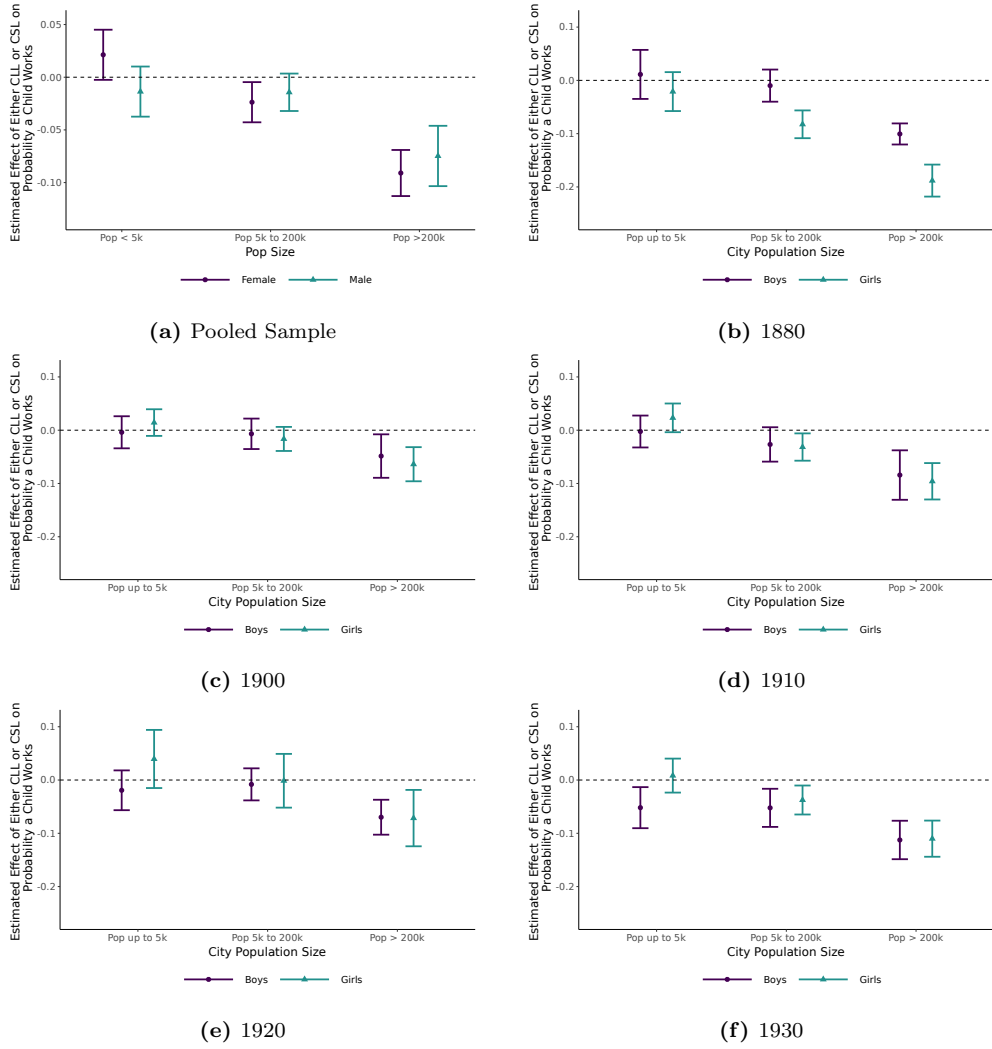 Estimated Effect of Either CLL or CSL on
Probability a Child Works
0.05
0.00
-0.05
-0.10
Pop < 5k
Pop 5k to 200k
Pop >200k
Pop Size
Female
Male
(a) Pooled Sample
Estimated Effect of Either CLL or CSL on
Probability a Child Works
0.1
0.0
-0.1
-0.2
Pop up to 5k
Pop 5k to 200k
Pop > 200k
City Population Size
Boys
Girls
(b) 1880
Estimated Effect of Either CLL or CSL on
Probability a Child Works
0.1
0.0
-0.1
-0.2
Pop up to 5k
Pop 5k to 200k
Pop > 200k
City Population Size
Boys
Girls
(c) 1900
Estimated Effect of Either CLL or CSL on
Probability a Child Works
0.1
0.0
-0.1
-0.2
Pop up to 5k
Pop 5k to 200k
Pop > 200k
City Population Size
Boys
Girls
(d) 1910
Estimated Effect of Either CLL or CSL on
Probability a Child Works
0.1
0.0
-0.1
-0.2
Pop up to 5k
Pop 5k to 200k
Pop > 200k
City Population Size
Boys
Girls
(e) 1920
Estimated Effect of Either CLL or CSL on
Probability a Child Works
0.1
0.0
-0.1
-0.2
Pop up to 5k
Pop 5k to 200k
Pop > 200k
City Population Size
Boys
Girls
(f) 1930